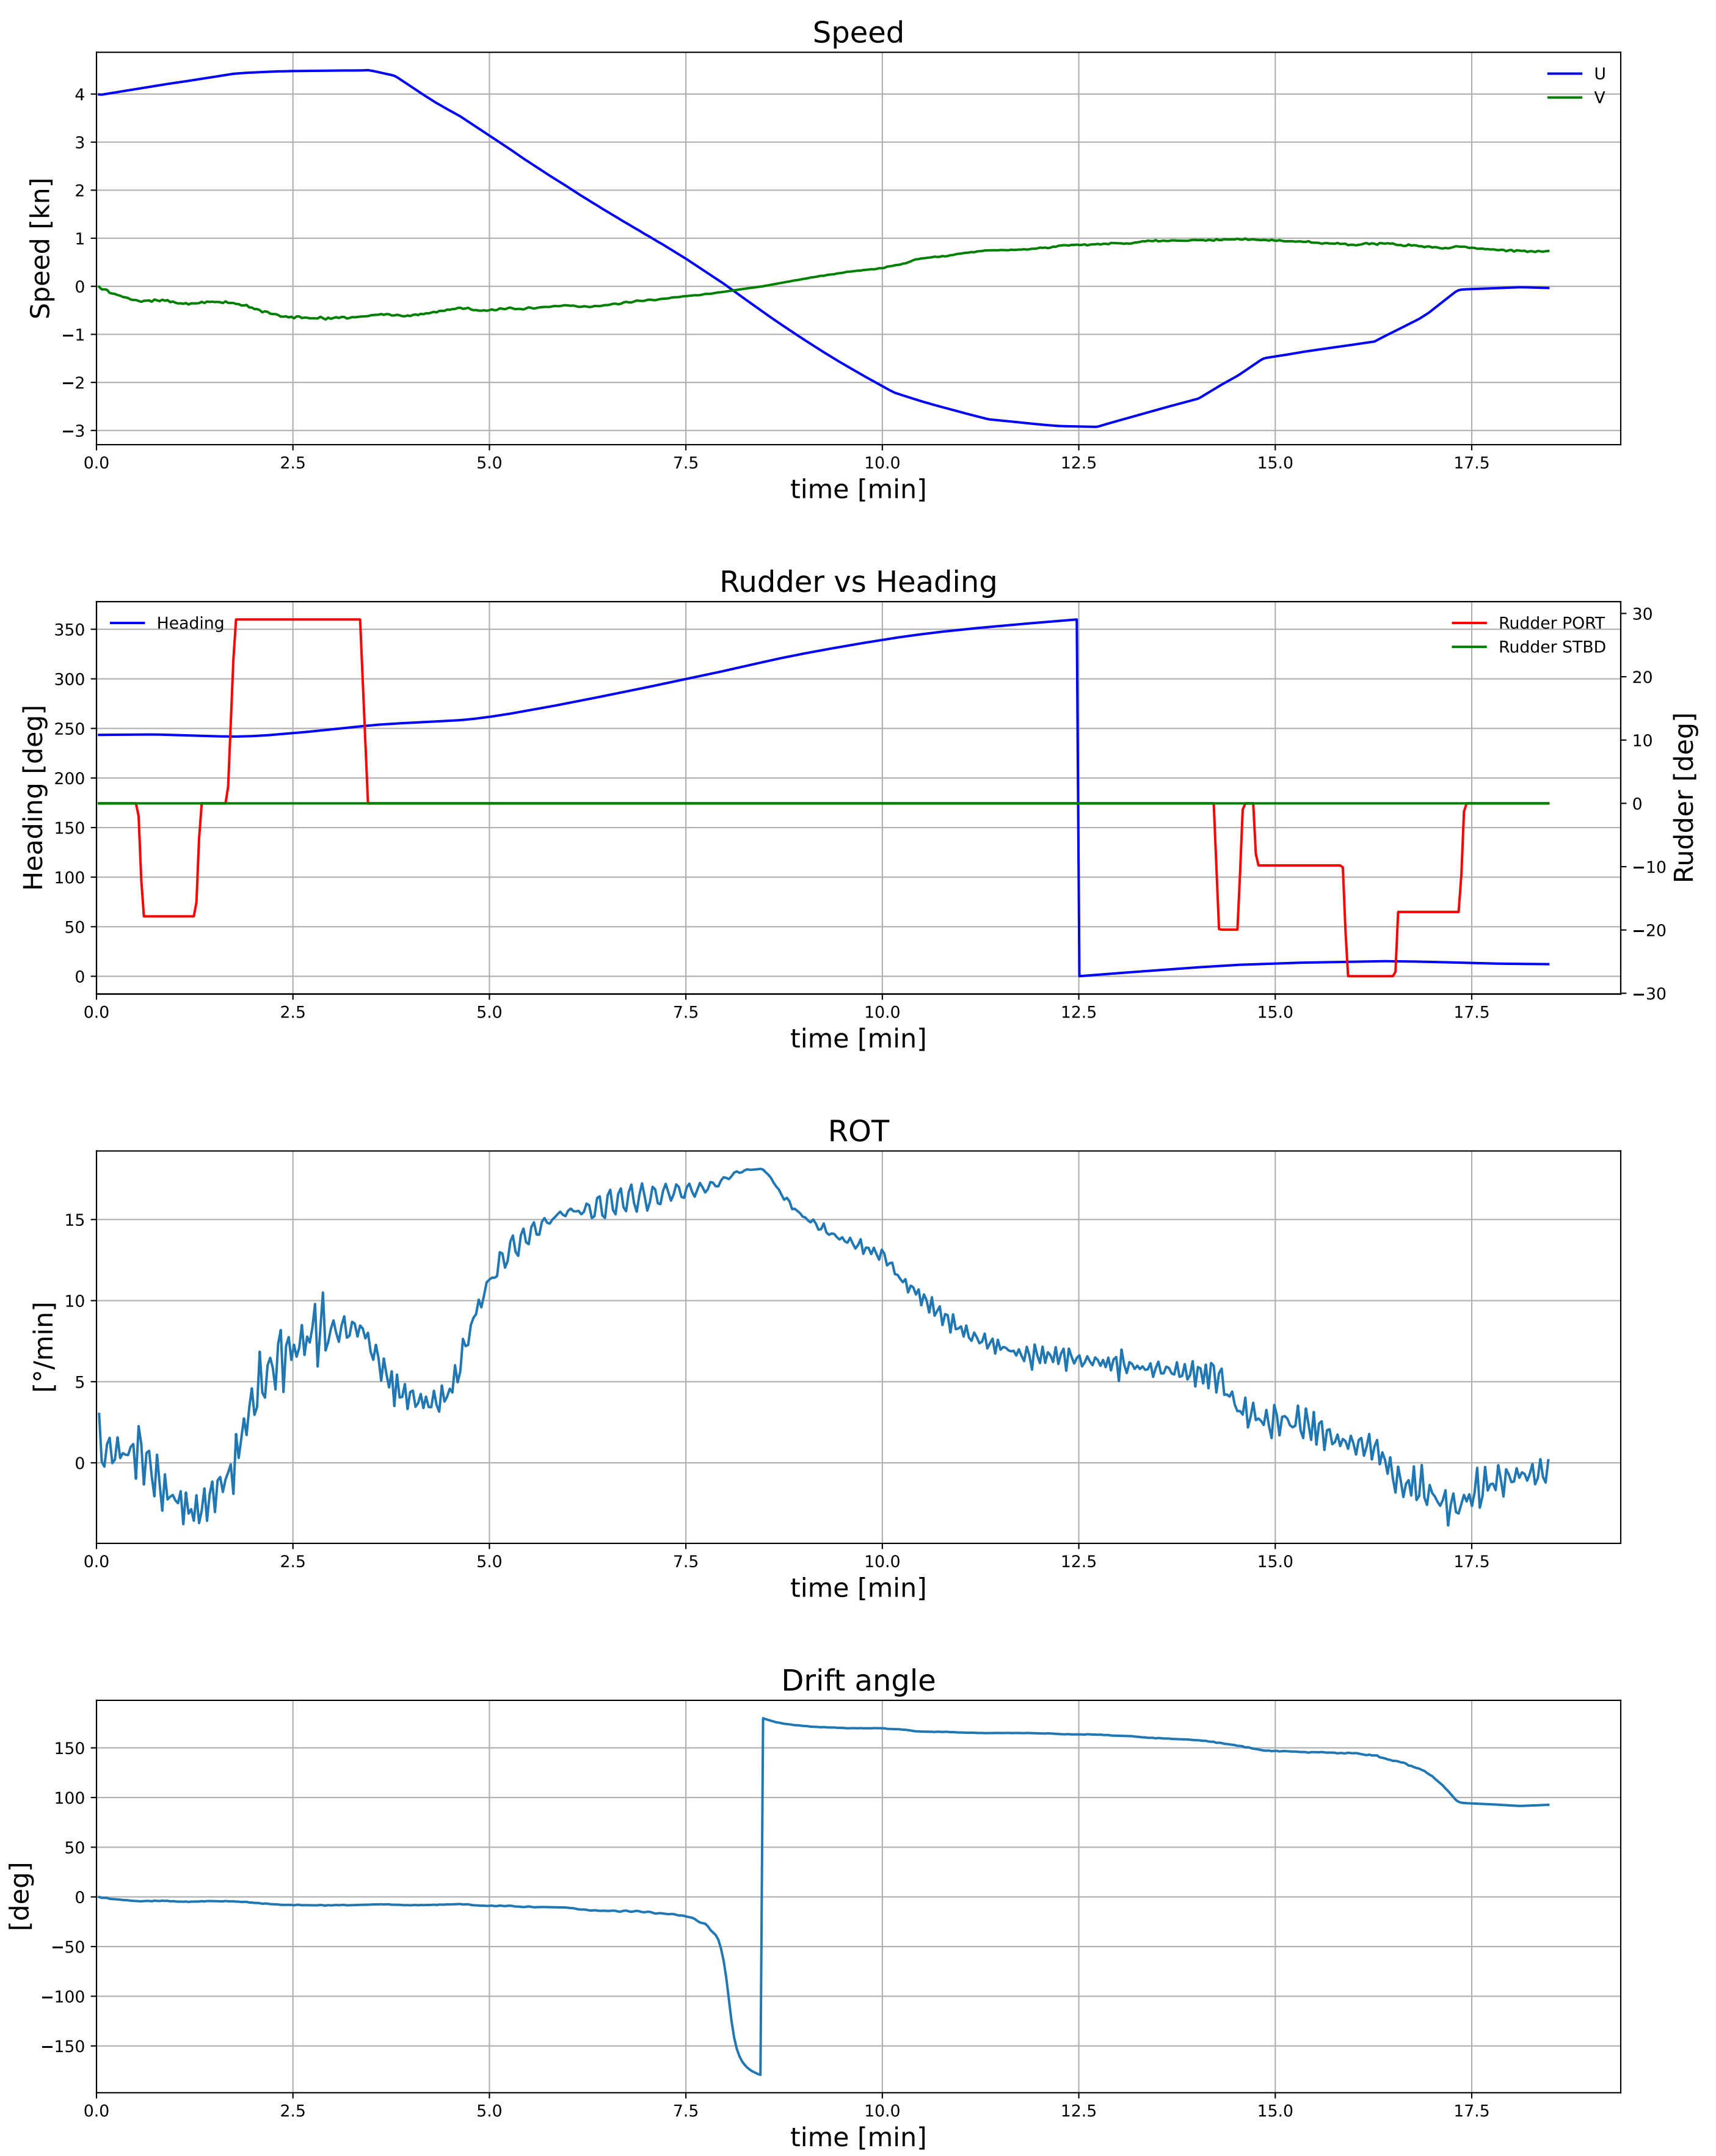 Speed
U
V
4
3
2
1
0
−1
−2
−3
Speed [kn]
0.0 2.5 5.0 7.5 10.0 12.5 15.0 17.5
time [min]
Rudder vs Heading
Heading
Rudder PORT
Rudder STBD
350
300
250
200
150
100
50
0
Heading [deg]
30
20
10
0
−10
−20
−30
Rudder [deg]
0.0 2.5 5.0 7.5 10.0 12.5 15.0 17.5
time [min]
ROT
15
10
5
0
[°/min]
0.0 2.5 5.0 7.5 10.0 12.5 15.0 17.5
time [min]
Drift angle
150
100
50
0
−50
−100
−150
[deg]
0.0 2.5 5.0 7.5 10.0 12.5 15.0 17.5
time [min]